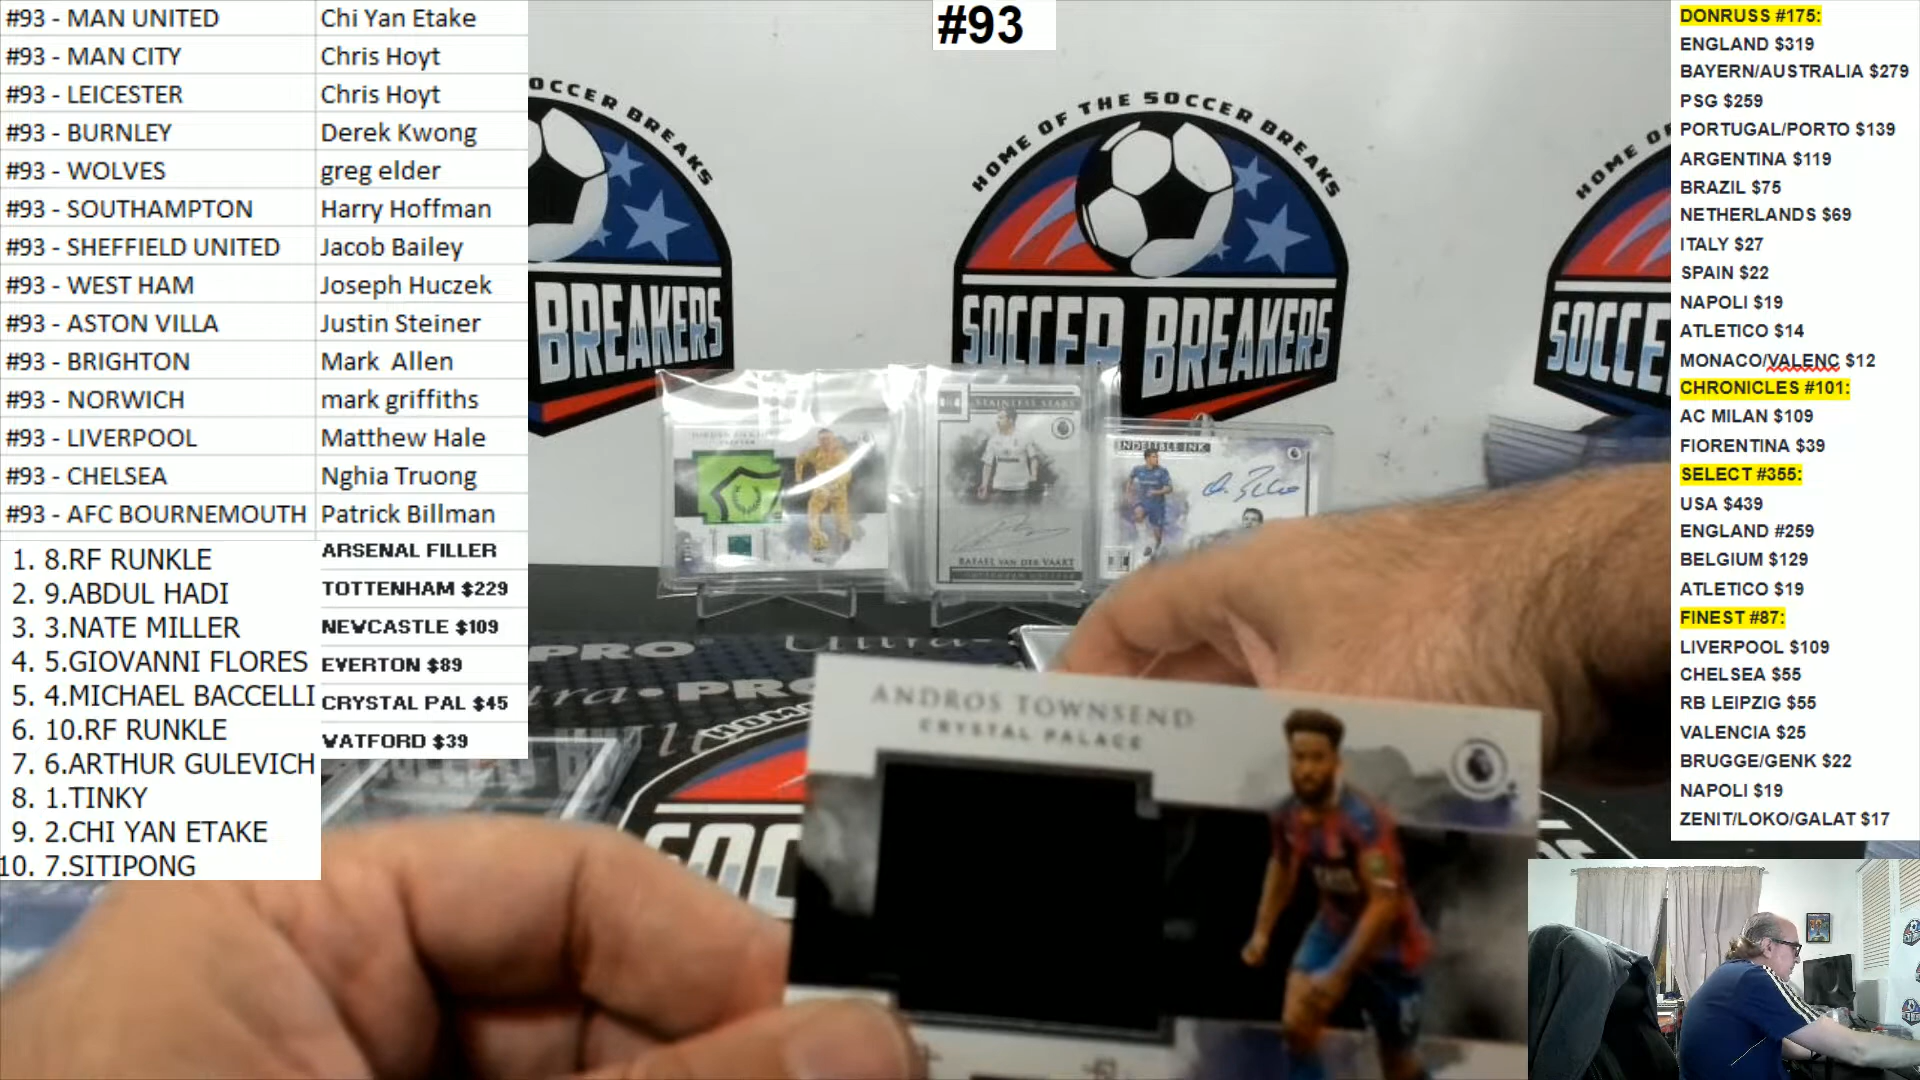 #93 - MAN UNITED Chi Yan Etake
#93 - MAN CITY Chris Hoyt
#93 - LEICESTER Chris Hoyt
#93 - BURNLEY Derek Kwong
#93 - WOLVES greg elder
#93 - SOUTHAMPTON Harry Hoffman
#93 - SHEFFIELD UNITED Jacob Bailey
#93 - WEST HAM Joseph Huczek
#93 - ASTON VILLA Justin Steiner
#93 - BRIGHTON Mark Allen
#93 - NORWICH mark griffiths
#93 - LIVERPOOL Matthew Hale
#93 - CHELSEA Nghia Truong
#93 - AFC BOURNEMOUTH Patrick Billman
1. 8.RF RUNKLE
2. 9.ABDUL HADI
3. 3.NATE MILLER
4. 5.GIOVANNI FLORES
5. 4.MICHAEL BACCELLI
6. 10.RF RUNKLE
7. 6.ARTHUR GULEVICH
8. 1.TINKY
9. 2.CHI YAN ETAKE
10. 7.SITIPONG
ARSENAL FILLER
TOTTENHAM $229
NEWCASTLE $109
EVERTON $89
CRYSTAL PAL $45
WATFORD $39
#93
OCCER BREAKS
BREAKERS
HOME OF THE SOCCER BREAKS
SOCCER BREAKERS
HOME O
SOCCE
STAINLESS STARS
RAFAEL VAN DER VAART
INDELIBLE INK
PRO
Ultra
tra • PRO
SOC
ANDROS TOWNSEND
CRYSTAL PALACE
DONRUSS #175:
ENGLAND $319
BAYERN/AUSTRALIA $279
PSG $259
PORTUGAL/PORTO $139
ARGENTINA $119
BRAZIL $75
NETHERLANDS $69
ITALY $27
SPAIN $22
NAPOLI $19
ATLETICO $14
MONACO/VALENC $12
CHRONICLES #101:
AC MILAN $109
FIORENTINA $39
SELECT #355:
USA $439
ENGLAND #259
BELGIUM $129
ATLETICO $19
FINEST #87:
LIVERPOOL $109
CHELSEA $55
RB LEIPZIG $55
VALENCIA $25
BRUGGE/GENK $22
NAPOLI $19
ZENIT/LOKO/GALAT $17